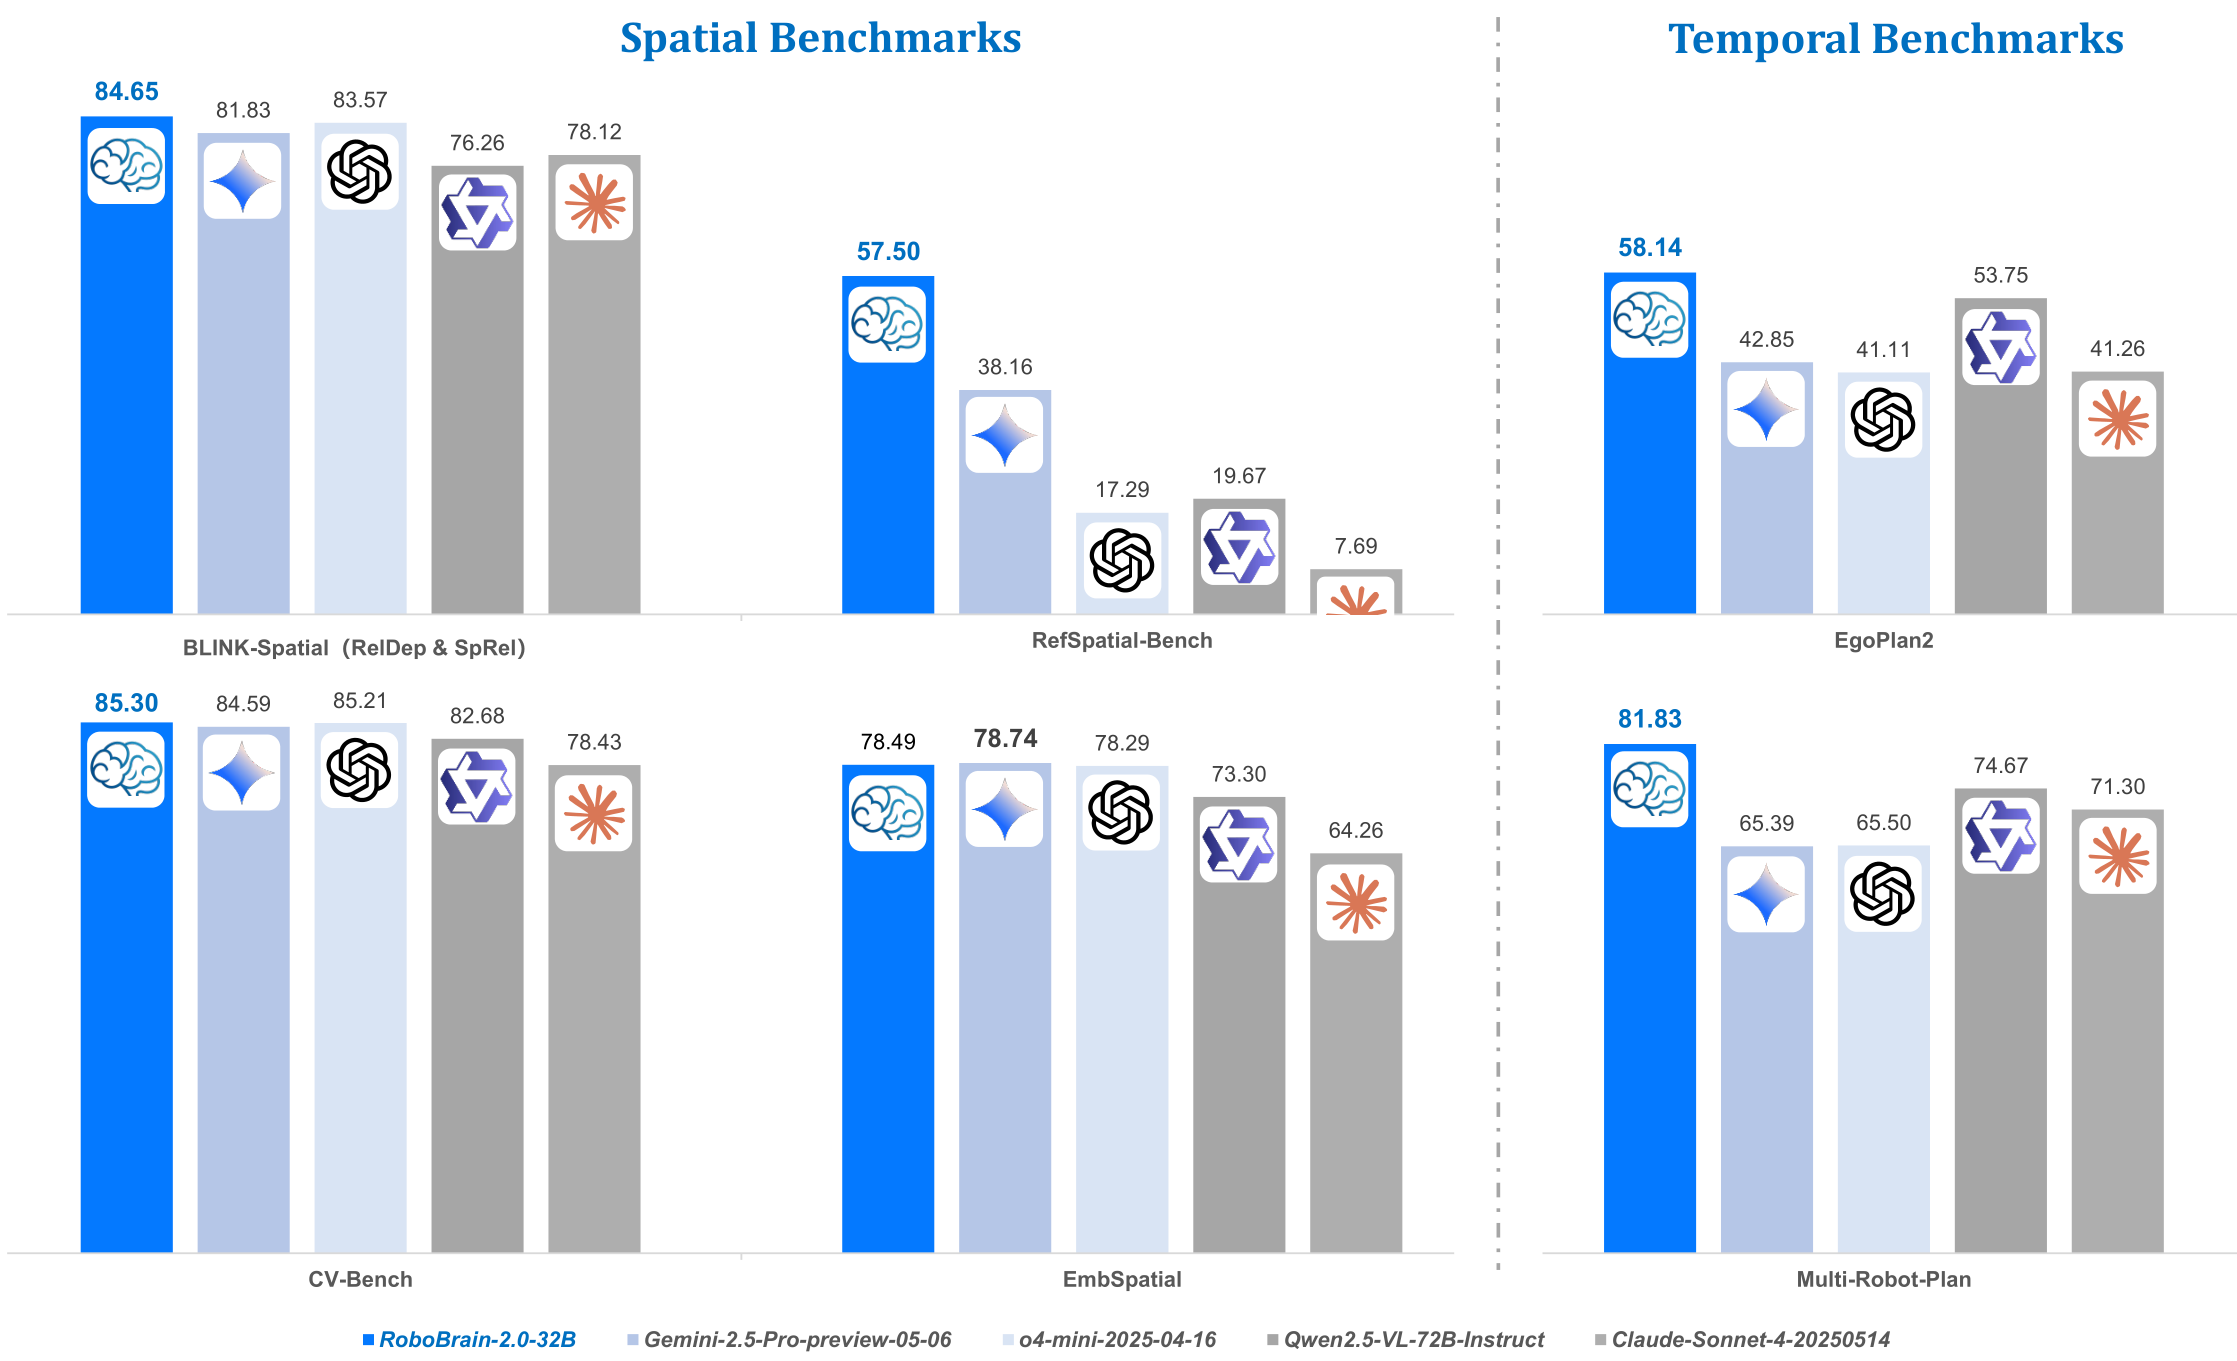 Spatial Benchmarks
Temporal Benchmarks
84.65
81.83
83.57
76.26
78.12
BLINK-Spatial（RelDep & SpRel）
57.50
38.16
17.29
19.67
7.69
RefSpatial-Bench
58.14
42.85
41.11
53.75
41.26
EgoPlan2
85.30
84.59
85.21
82.68
78.43
CV-Bench
78.49
78.74
78.29
73.30
64.26
EmbSpatial
81.83
65.39
65.50
74.67
71.30
Multi-Robot-Plan
RoboBrain-2.0-32B
Gemini-2.5-Pro-preview-05-06
o4-mini-2025-04-16
Qwen2.5-VL-72B-Instruct
Claude-Sonnet-4-20250514